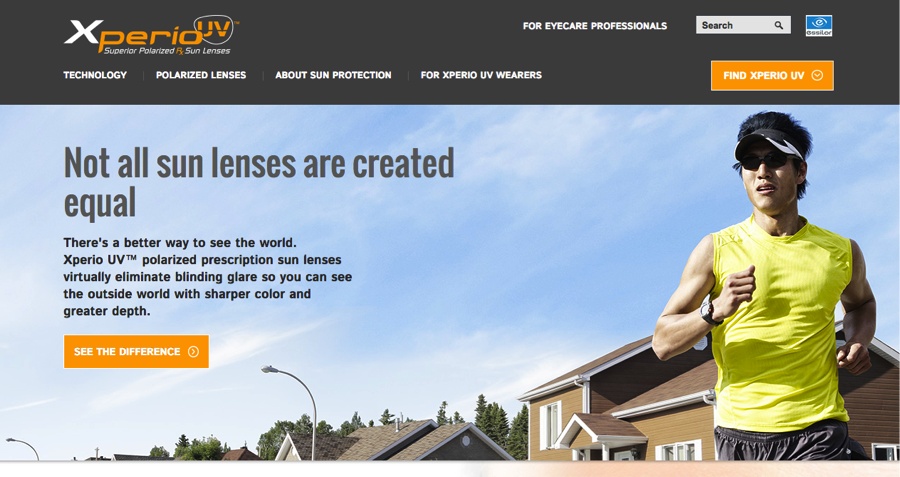 Xperio UV™
Superior Polarized Rx Sun Lenses
FOR EYECARE PROFESSIONALS
Search
essilor
TECHNOLOGY
POLARIZED LENSES
ABOUT SUN PROTECTION
FOR XPERIO UV WEARERS
FIND XPERIO UV
Not all sun lenses are created
equal
There's a better way to see the world.
Xperio UV™ polarized prescription sun lenses
virtually eliminate blinding glare so you can see
the outside world with sharper color and
greater depth.
SEE THE DIFFERENCE